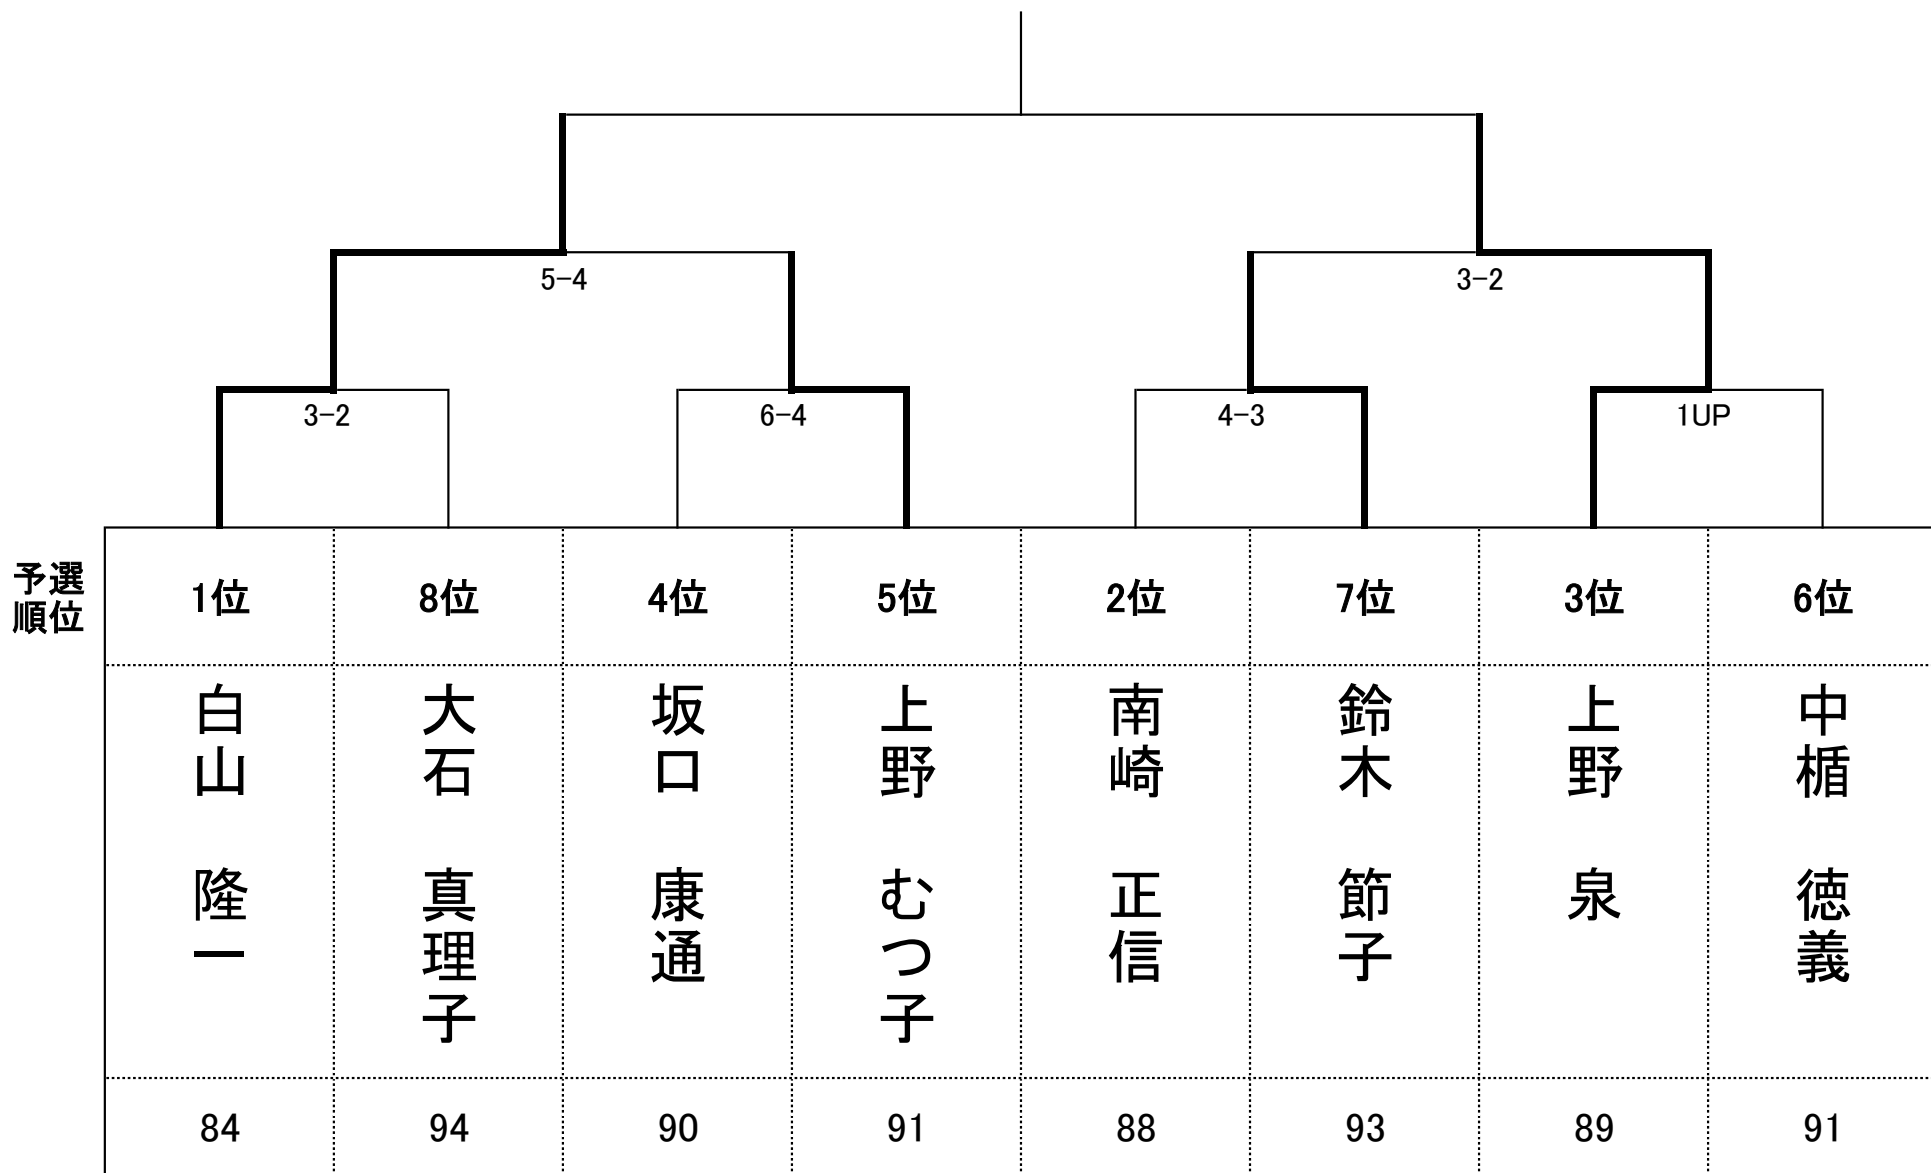 5-4
3-2
3-2
6-4
4-3
1UP
予選
順位
1位
8位
4位
5位
2位
7位
3位
6位
白山 隆一
大石 真理子
坂口 康通
上野 むつ子
南崎 正信
鈴木 節子
上野 泉
中楯 徳義
84
94
90
91
88
93
89
91